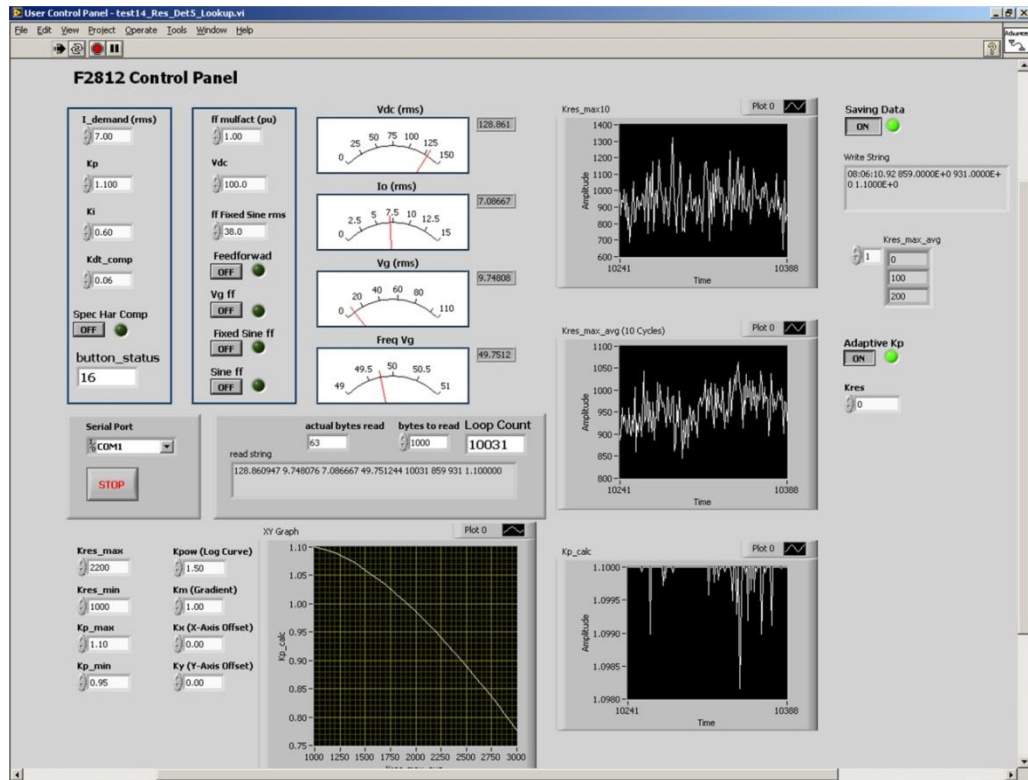 User Control Panel - test14_Res_Det5_Lookup.vi
File Edit View Project Operate Tools Window Help
F2812 Control Panel
I_demand (rms)
7.00
Kp
1.100
Ki
0.60
Kdt_comp
0.06
Spec Har Comp
OFF
button_status
16
ff mulfact (pu)
1.00
Vdc
100.0
ff Fixed Sine rms
38.0
Feedforwad
OFF
Vg ff
OFF
Fixed Sine ff
OFF
Sine ff
OFF
Vdc (rms)
0 25 50 75 100 125 150
128.861
Io (rms)
0 2.5 5 7.5 10 12.5 15
7.08667
Vg (rms)
0 20 40 60 80 110
9.74808
Freq Vg
49 49.5 50 50.5 51
49.7512
Kres_max10
Plot 0
1400
1300
1200
1100
1000
900
800
700
600
Amplitude
10241 10388
Time
Saving Data
ON
Write String
08:06:10.92 859.0000E+0 931.0000E+
0 1.1000E+0
Kres_max_avg
1
0
100
200
Kres_max_avg (10 Cycles)
Plot 0
1100
1050
1000
950
900
850
800
Amplitude
10241 10388
Time
Adaptive Kp
ON
Kres
0
Serial Port
COM1
STOP
actual bytes read
63
bytes to read
1000
Loop Count
10031
read string
128.860947 9.748076 7.086667 49.751244 10031 859 931 1.100000
Kres_max
2200
Kres_min
1000
Kp_max
1.10
Kp_min
0.95
Kpow (Log Curve)
1.50
Km (Gradient)
1.00
Kx (X-Axis Offset)
0.00
Ky (Y-Axis Offset)
0.00
XY Graph
Plot 0
1.10
1.05
1.00
0.95
0.90
0.85
0.80
0.75
Kp_calc
1000 1250 1500 1750 2000 2250 2500 2750 3000
Kp_calc
Plot 0
1.1000
1.0995
1.0990
1.0985
1.0980
Amplitude
10241 10388
Time